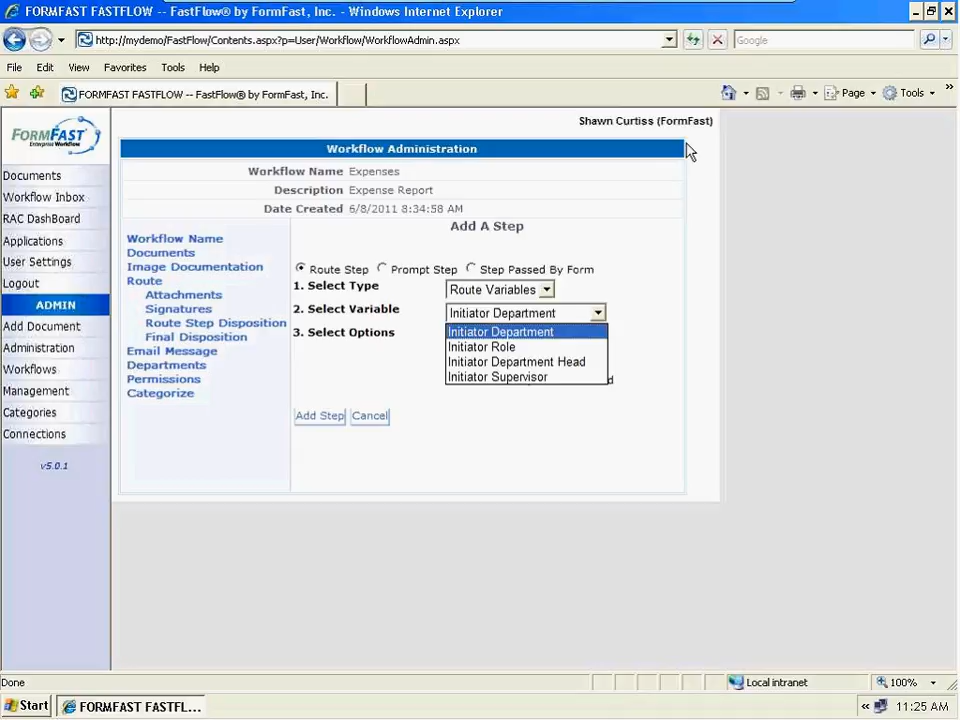 FORMFAST FASTFLOW -- FastFlow® by FormFast, Inc. - Windows Internet Explorer
http://mydemo/FastFlow/Contents.aspx?p=User/Workflow/WorkflowAdmin.aspx
Google
File Edit View Favorites Tools Help
FORMFAST FASTFLOW -- FastFlow® by FormFast, Inc.
Page Tools »
FORMFAST
Enterprise Workflow
Shawn Curtiss (FormFast)
Documents
Workflow Inbox
RAC DashBoard
Applications
User Settings
Logout
ADMIN
Add Document
Administration
Workflows
Management
Categories
Connections
v5.0.1
Workflow Administration
Workflow Name Expenses
Description Expense Report
Date Created 6/8/2011 8:34:58 AM
Workflow Name
Documents
Image Documentation
Route
Attachments
Signatures
Route Step Disposition
Final Disposition
Email Message
Departments
Permissions
Categorize
Add A Step
Route Step Prompt Step Step Passed By Form
1. Select Type Route Variables
2. Select Variable Initiator Department
3. Select Options
Initiator Department
Initiator Role
Initiator Department Head
Initiator Supervisor
Add Step Cancel
Done
Local intranet
100%
Start
FORMFAST FASTFL...
« 11:25 AM